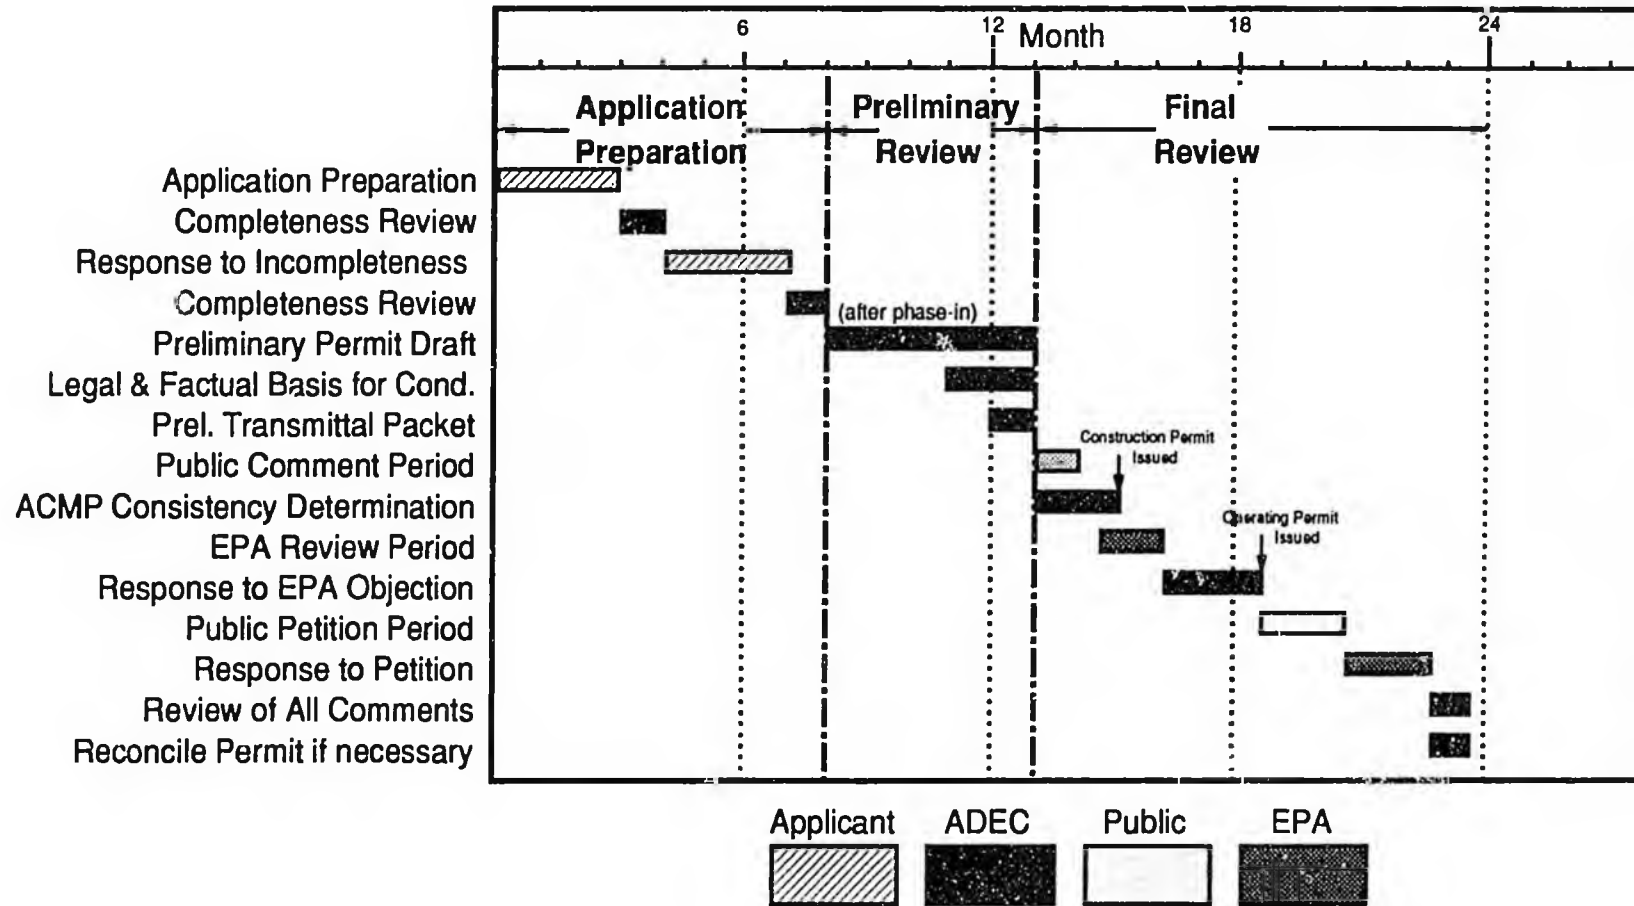 6 12 18 24
Month
Application Preliminary Final
Preparation Review Review
Application Preparation
Completeness Review
Response to Incompleteness
Completeness Review
(after phase-in)
Preliminary Permit Draft
Legal & Factual Basis for Cond.
Prel. Transmittal Packet
Construction Permit
Issued
Public Comment Period
ACMP Consistency Determination
Operating Permit
Issued
EPA Review Period
Response to EPA Objection
Public Petition Period
Response to Petition
Review of All Comments
Reconcile Permit if necessary
Applicant ADEC Public EPA